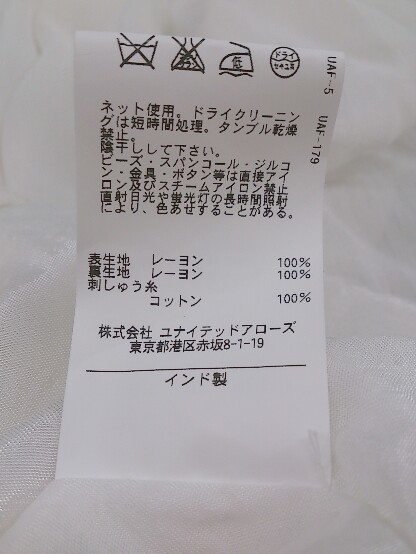 エンソ
サラシ
低
ドライ
セキユ系
UAF-5 UAF-179
ネット使用。ドライクリーニン
グは短時間処理。タンブル乾燥
禁止。
陰干しして下さい。
ビーズ・スパンコール・ジルコ
ン・金具・ボタン等は直接アイ
ロン及びスチームアイロン禁止
直射日光や蛍光灯の長時間照射
により、色あせすることがある。
表生地 レーヨン 100%
裏生地 レーヨン 100%
刺しゅう糸
コットン 100%
株式会社 ユナイテッドアローズ
東京都港区赤坂8-1-19
インド製